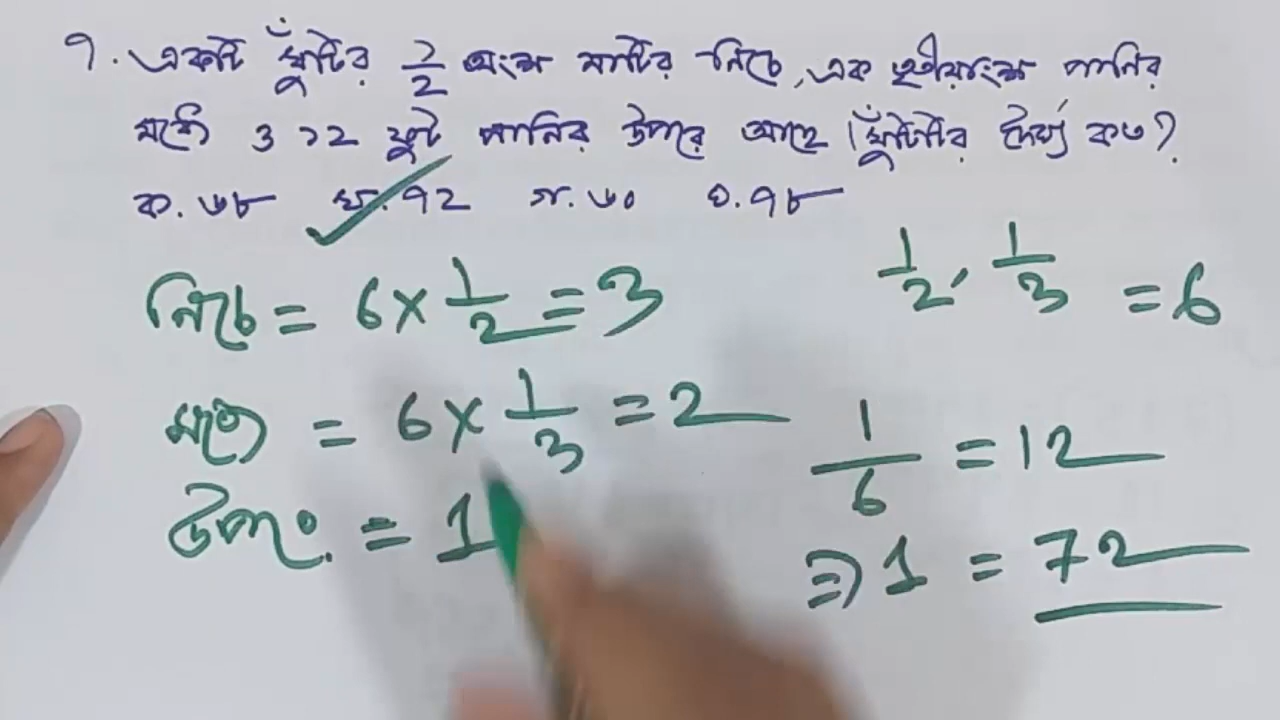 ৭. একটি খুঁটির ১/২ অংশ মাটির নিচে, এক তৃতীয়াংশ পানির
মধ্যে ও ১২ ফুট পানির উপরে আছে। খুঁটিটির দৈর্ঘ্য কত?
ক. ৬৮ খ. ৭২ গ. ৬০ ঘ. ৭৮
নিচে = 6 × 1/2 = 3
1/2, 1/3 = 6
মধ্যে = 6 × 1/3 = 2
1/6 = 12
উপরে = 1
⇒ 1 = 72